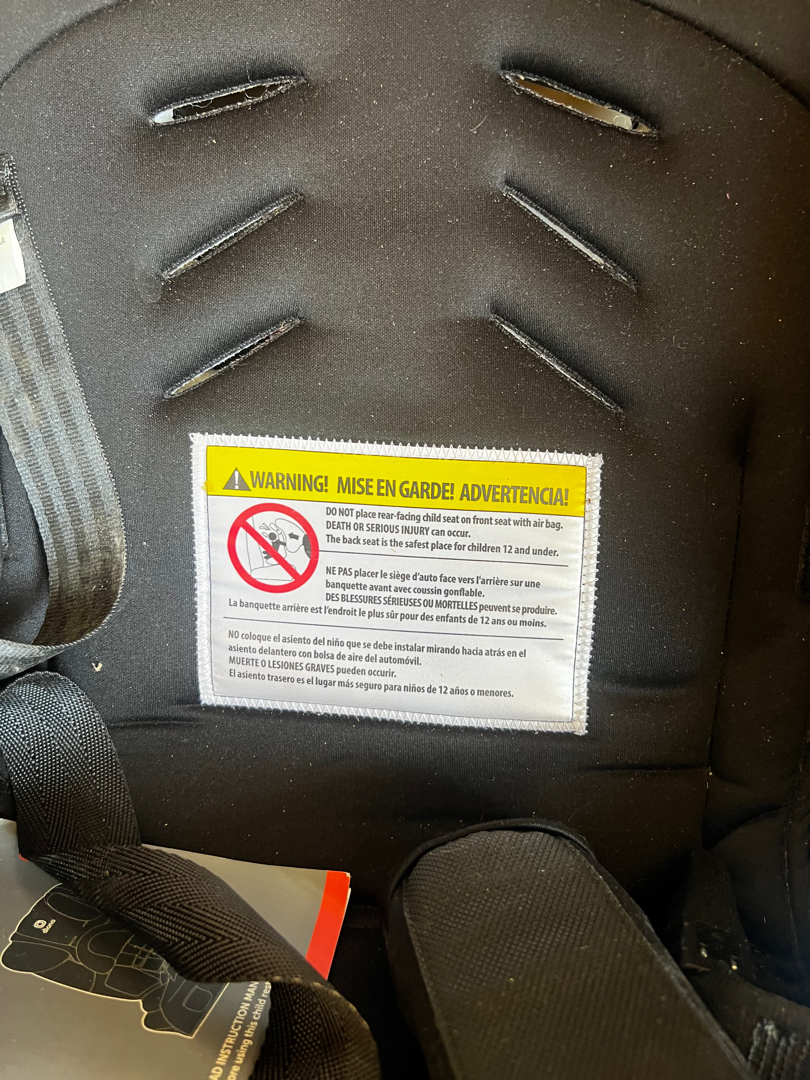 WARNING! MISE EN GARDE! ADVERTENCIA!
DO NOT place rear-facing child seat on front seat with air bag.
DEATH OR SERIOUS INJURY can occur.
The back seat is the safest place for children 12 and under.
NE PAS placer le siège d'auto face vers l'arrière sur une
banquette avant avec coussin gonflable.
DES BLESSURES SÉRIEUSES OU MORTELLES peuvent se produire.
La banquette arrière est l'endroit le plus sûr pour des enfants de 12 ans ou moins.
NO coloque el asiento del niño que se debe instalar mirando hacia atrás en el
asiento delantero con bolsa de aire del automóvil.
MUERTE O LESIONES GRAVES pueden occurir.
El asiento trasero es el lugar más seguro para niños de 12 años o menores.
diono
INSTRUCTION
using this child